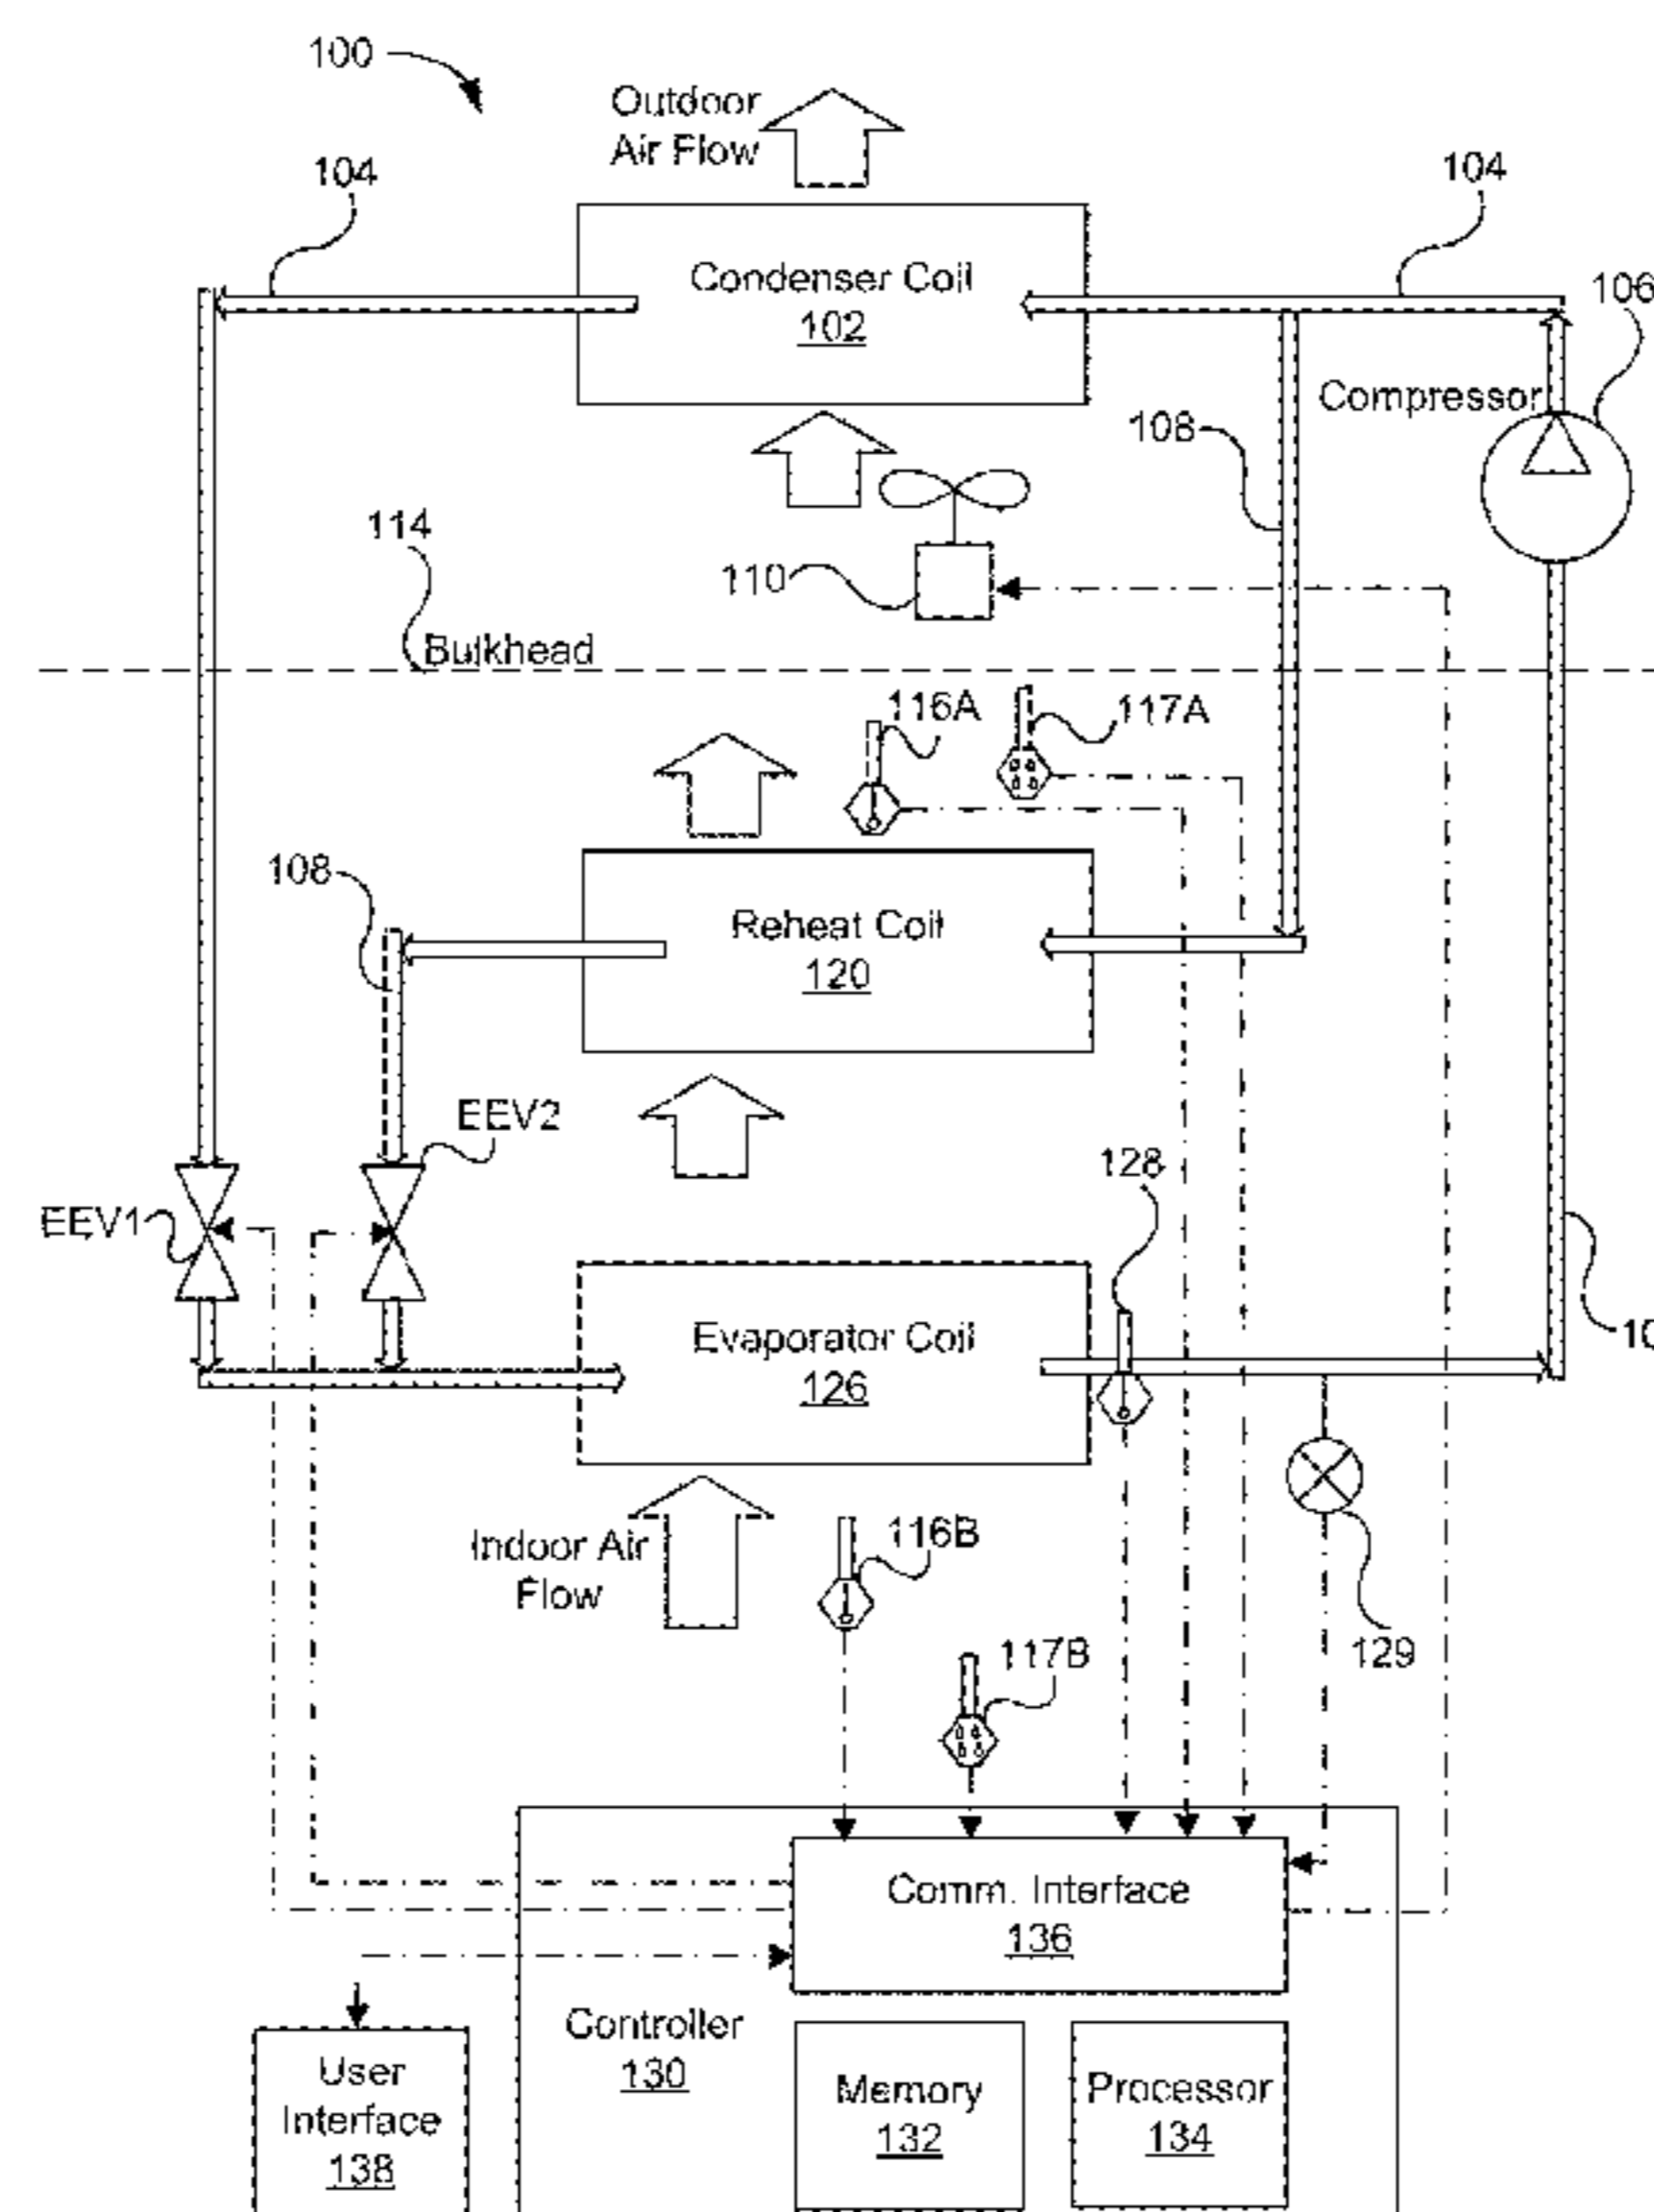 100
Outdoor
Air Flow
104
104
Condenser Coil
102
106
Compressor
108
114
110
Bulkhead
116A
117A
108
Reheat Coil
120
EEV2
128
EEV1
Evaporator Coil
126
10
Indoor Air
Flow
116B
117B
129
Comm. Interface
136
Controller
130
User
Interface
138
Memory
132
Processor
134